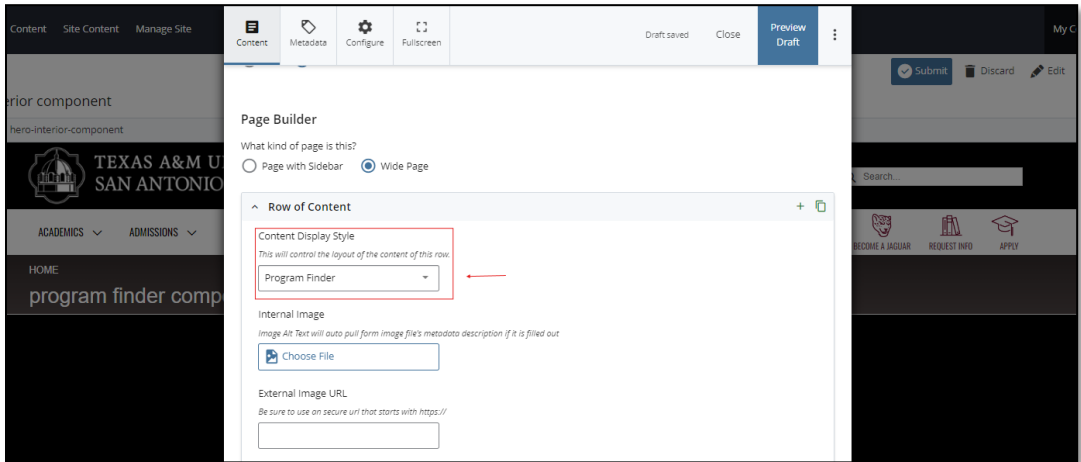 Content Site Content Manage Site
Content Metadata Configure Fullscreen
Draft saved Close Preview Draft
My C
Submit Discard Edit
erior component
hero-interior-component
Page Builder
What kind of page is this?
Page with Sidebar Wide Page
TEXAS A&M U
SAN ANTONIO
Search...
Row of Content
ACADEMICS ADMISSIONS
BECOME A JAGUAR REQUEST INFO APPLY
Content Display Style
This will control the layout of the content of this row.
Program Finder
HOME
program finder comp
Internal Image
Image Alt Text will auto pull form image file's metadata description if it is filled out
Choose File
External Image URL
Be sure to use an secure url that starts with https://